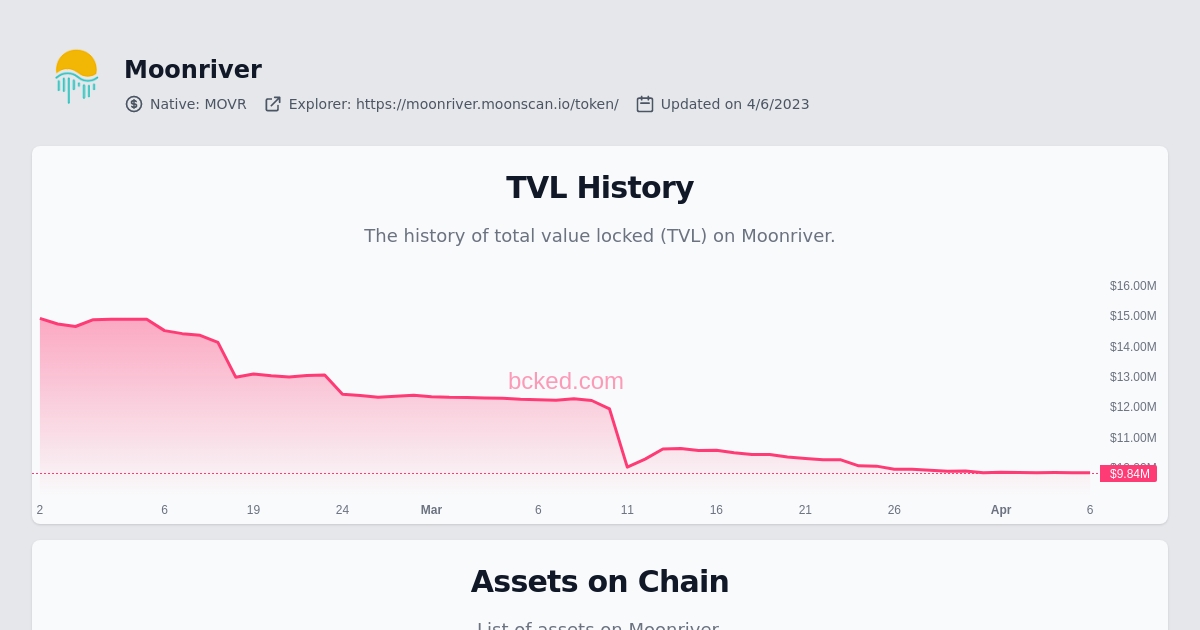 Moonriver
Native: MOVR Explorer: https://moonriver.moonscan.io/token/ Updated on 4/6/2023
TVL History
The history of total value locked (TVL) on Moonriver.
$16.00M
$15.00M
$14.00M
$13.00M
bcked.com
$12.00M
$11.00M
$9.84M
2 6 19 24 Mar 6 11 16 21 26 Apr 6
Assets on Chain
List of assets on Moonriver